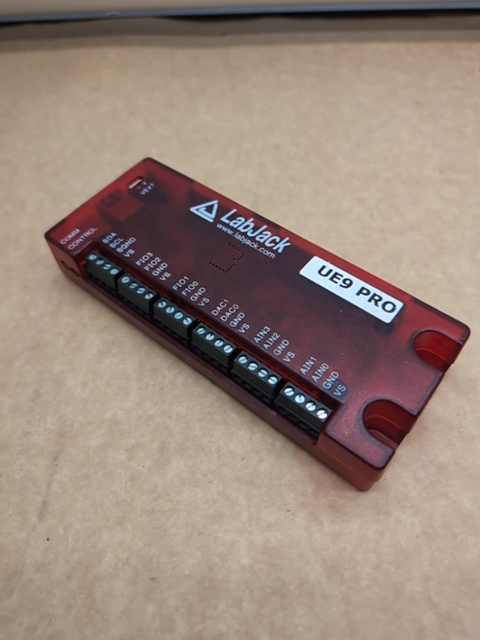 VEXT
LabJack
www.labjack.com
UE9 PRO
COMM
CONTROL
SDA
SCL
SGND
VS
FIO3
FIO2
GND
VS
FIO1
FIO0
GND
VS
DAC1
DAC0
GND
VS
AIN3
AIN2
GND
VS
AIN1
AIN0
GND
VS